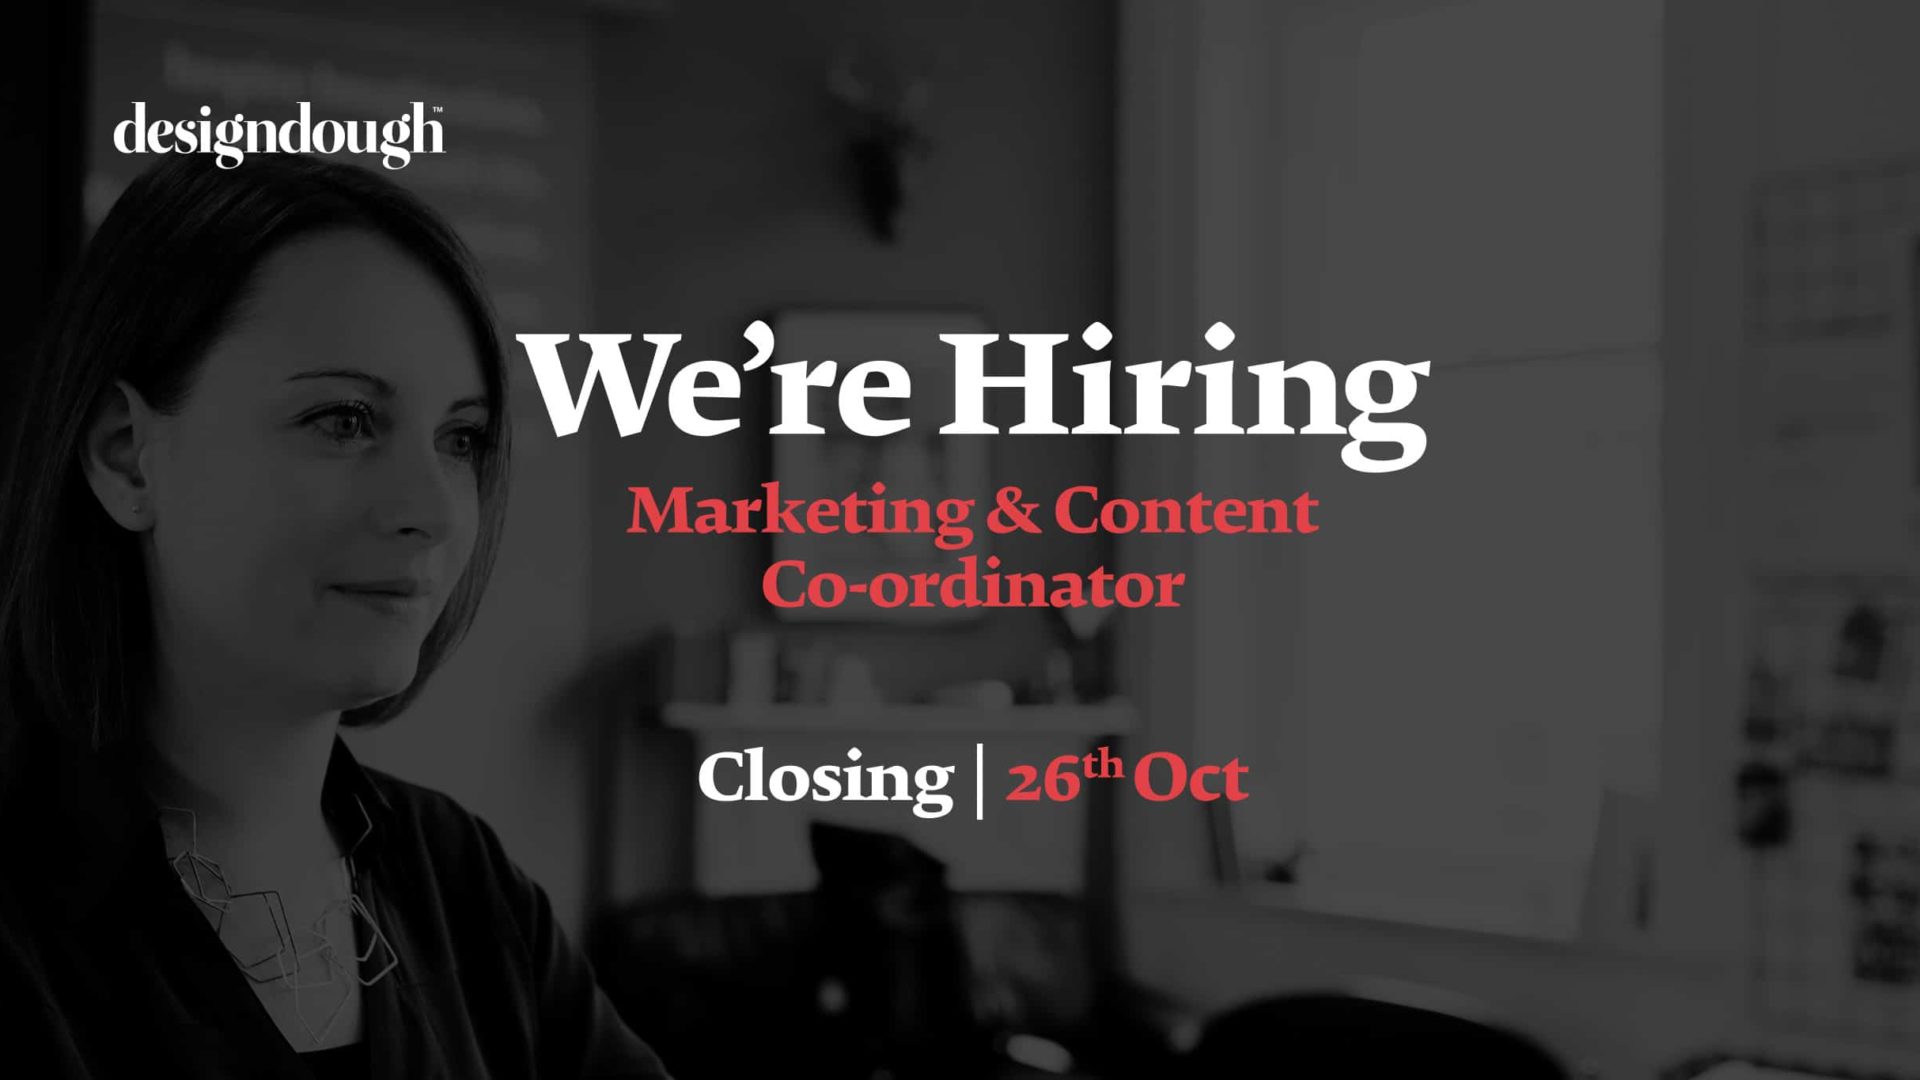 designdough™
We’re Hiring
Marketing & Content
Co-ordinator
Closing | 26th Oct